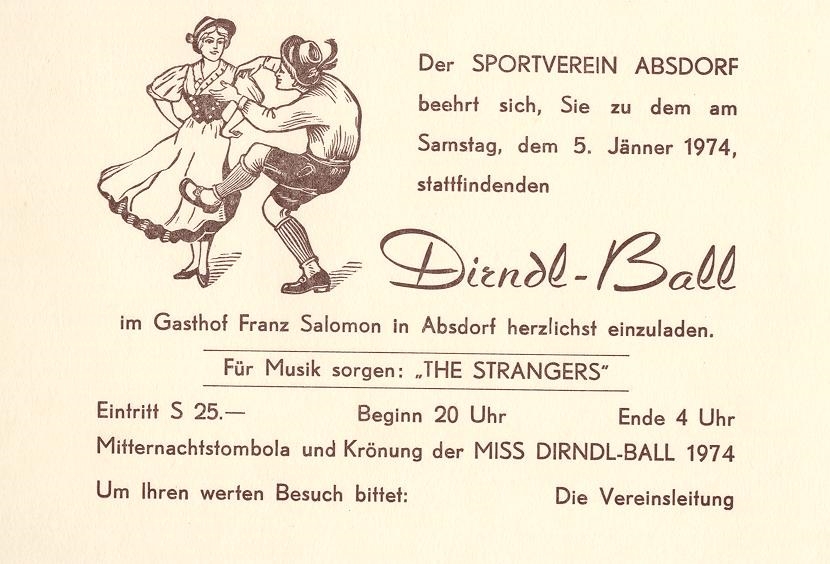 Der SPORTVEREIN ABSDORF
beehrt sich, Sie zu dem am
Samstag, dem 5. Jänner 1974,
stattfindenden
Dirndl-Ball
im Gasthof Franz Salomon in Absdorf herzlichst einzuladen.
Für Musik sorgen: „THE STRANGERS“
Eintritt S 25.— Beginn 20 Uhr Ende 4 Uhr
Mitternachtstombola und Krönung der MISS DIRNDL-BALL 1974
Um Ihren werten Besuch bittet: Die Vereinsleitung